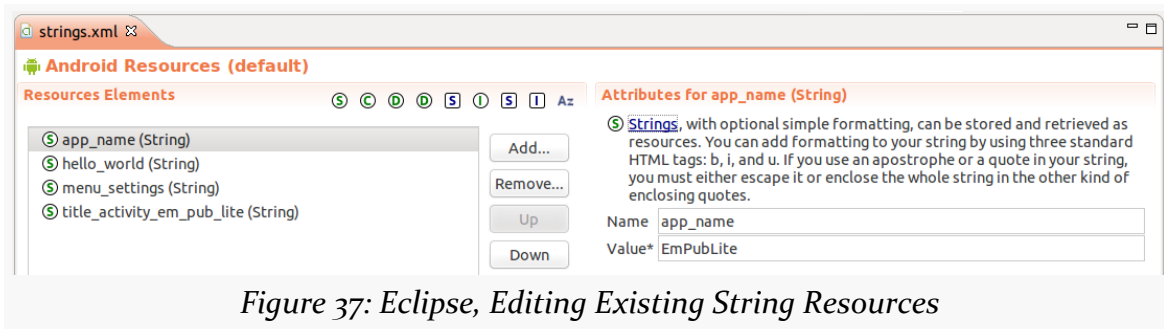 strings.xml
Android Resources (default)
Resources Elements
S C D D S I S I Az
app_name (String)
hello_world (String)
menu_settings (String)
title_activity_em_pub_lite (String)
Add...
Remove...
Up
Down
Attributes for app_name (String)
Strings, with optional simple formatting, can be stored and retrieved as
resources. You can add formatting to your string by using three standard
HTML tags: b, i, and u. If you use an apostrophe or a quote in your string,
you must either escape it or enclose the whole string in the other kind of
enclosing quotes.
Name app_name
Value* EmPubLite
Figure 37: Eclipse, Editing Existing String Resources